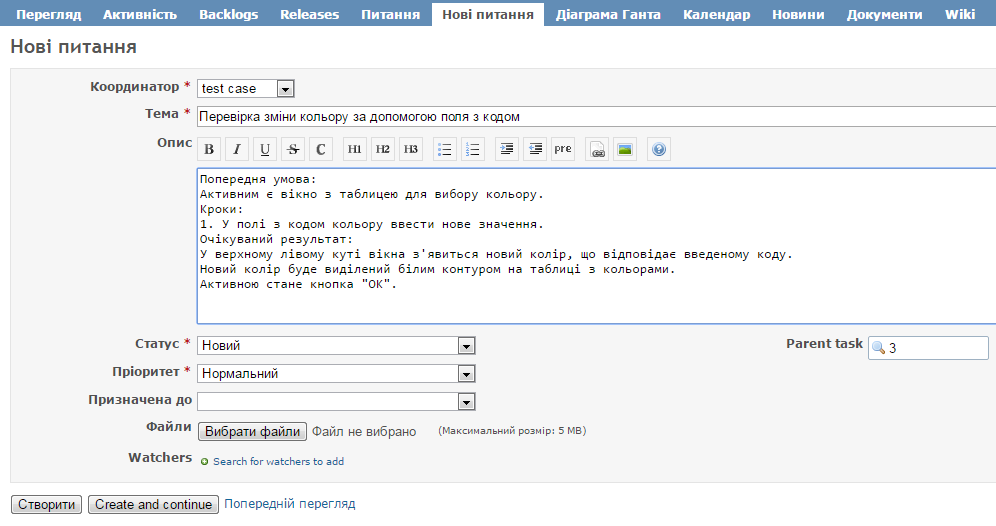 Перегляд Активність Backlogs Releases Питання Нові питання Діаграма Ганта Календар Новини Документи Wiki
Нові питання
Координатор * test case
Тема * Перевірка зміни кольору за допомогою поля з кодом
Опис B I U S C H1 H2 H3 pre
Попередня умова:
Активним є вікно з таблицею для вибору кольору.
Кроки:
1. У полі з кодом кольору ввести нове значення.
Очікуваний результат:
У верхному лівому куті вікна з'явиться новий колір, що відповідає введеному коду.
Новий колір буде виділений білим контуром на таблиці з кольорами.
Активною стане кнопка "ОК".
Статус * Новий Parent task 3
Пріоритет * Нормальний
Призначена до
Файли Вибрати файли Файл не вибрано (Максимальний розмір: 5 MB)
Watchers Search for watchers to add
Створити Create and continue Попередній перегляд